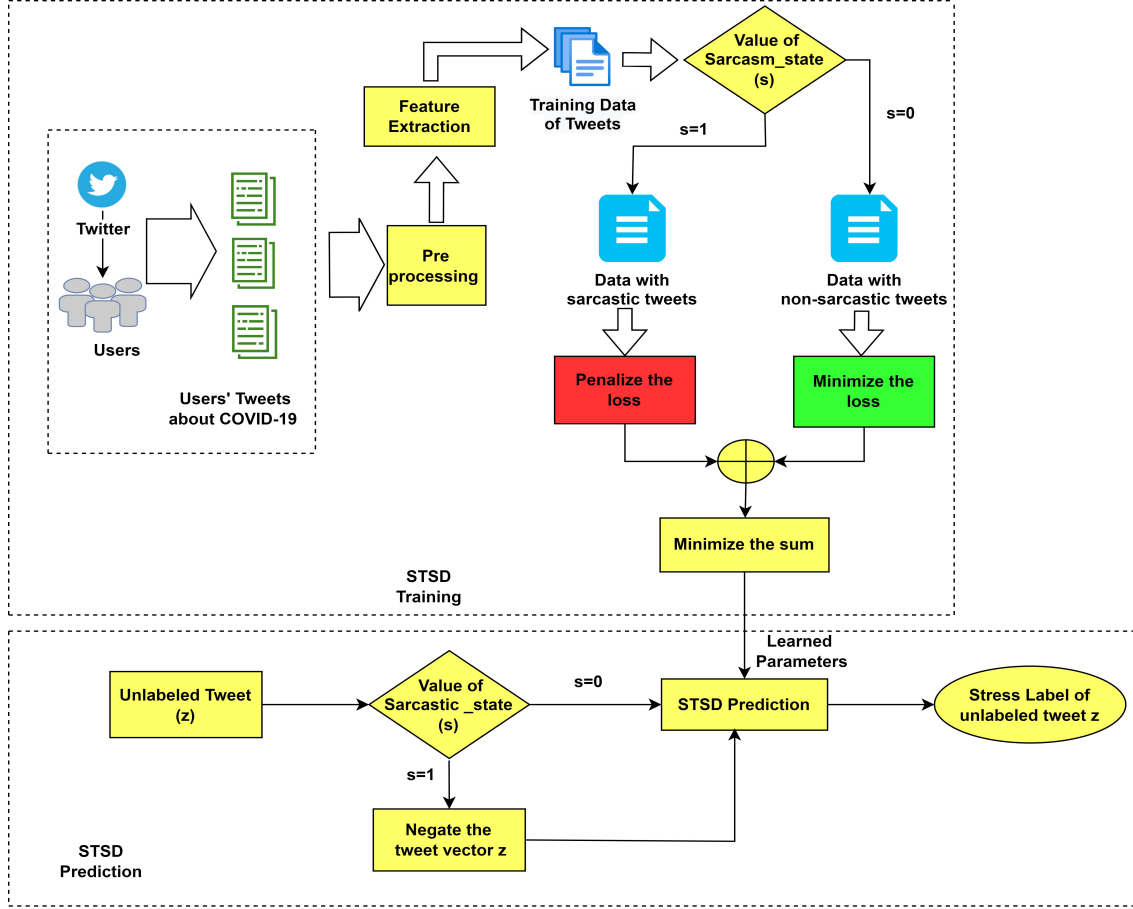 Value of
Sarcasm_state
(s)
Feature
Extraction
Training Data
of Tweets
s=1
s=0
Twitter
Users
Users' Tweets
about COVID-19
Pre
processing
Data with
sarcastic tweets
Data with
non-sarcastic tweets
Penalize the
loss
Minimize the
loss
Minimize the sum
STSD
Training
Learned
Parameters
Unlabeled Tweet
(z)
Value of
Sarcastic _state
(s)
s=0
STSD Prediction
Stress Label of
unlabeled tweet z
s=1
Negate the
tweet vector z
STSD
Prediction